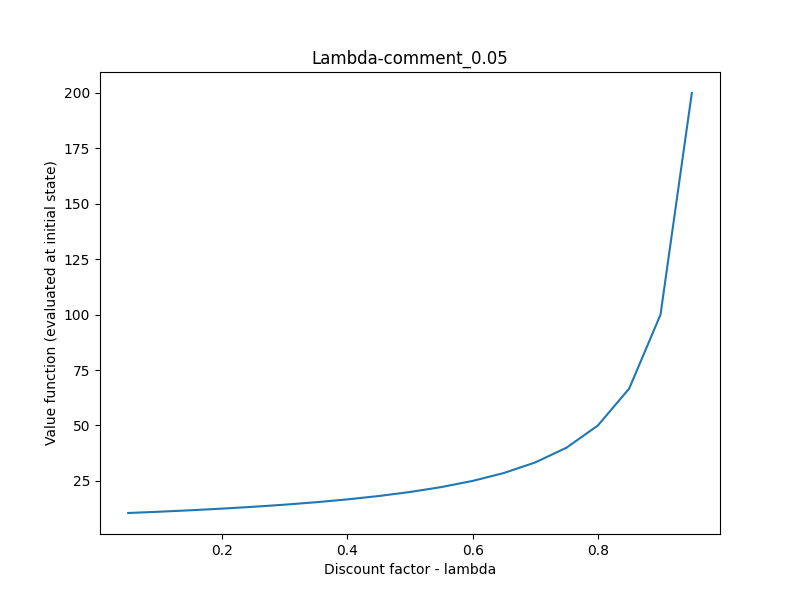 Lambda-comment_0.05
200
175
150
125
100
75
50
25
Value function (evaluated at initial state)
0.2 0.4 0.6 0.8
Discount factor - lambda